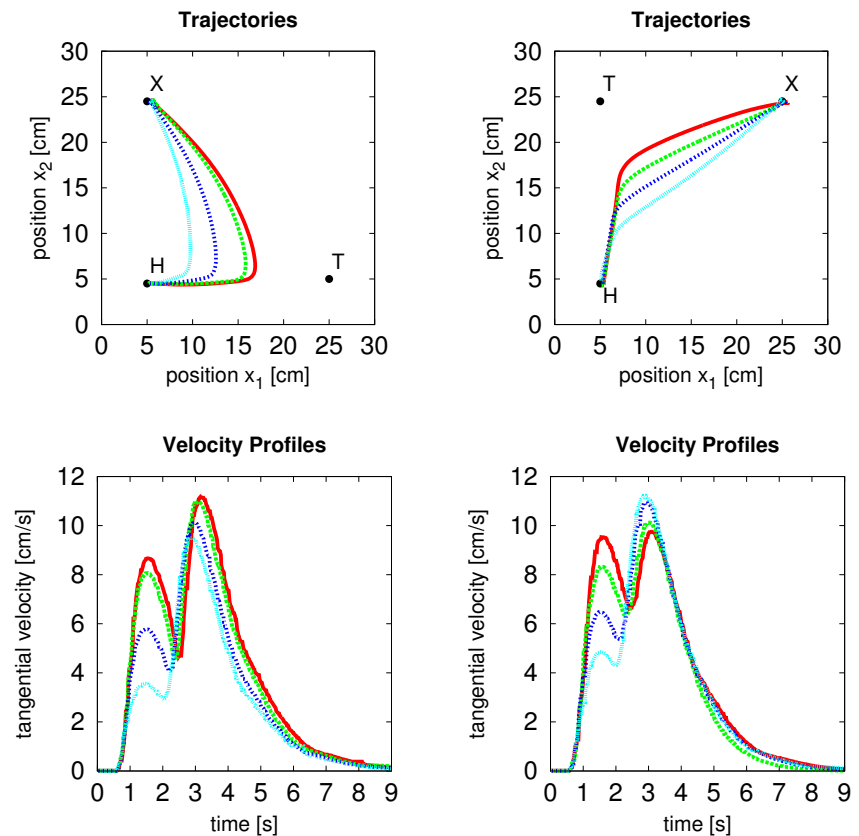 Trajectories
30
25
20
15
10
5
0
position x2 [cm]
X
H
T
0 5 10 15 20 25 30
position x1 [cm]
Trajectories
30
25
20
15
10
5
0
position x2 [cm]
T
X
H
0 5 10 15 20 25 30
position x1 [cm]
Velocity Profiles
12
10
8
6
4
2
0
tangential velocity [cm/s]
0 1 2 3 4 5 6 7 8 9
time [s]
Velocity Profiles
12
10
8
6
4
2
0
tangential velocity [cm/s]
0 1 2 3 4 5 6 7 8 9
time [s]